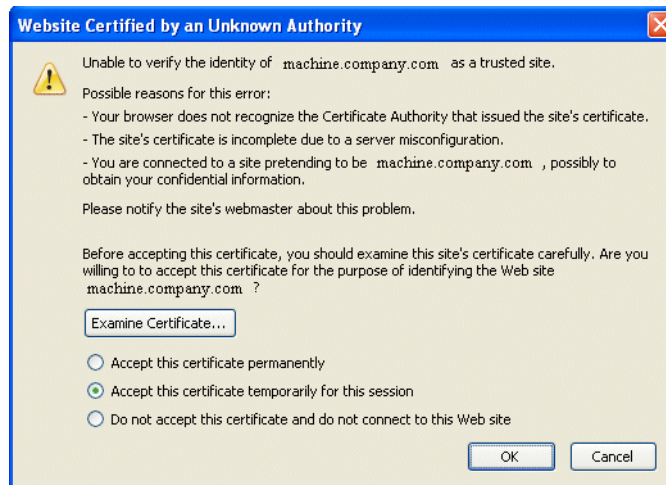 Website Certified by an Unknown Authority
Unable to verify the identity of machine.company.com as a trusted site.
Possible reasons for this error:
- Your browser does not recognize the Certificate Authority that issued the site's certificate.
- The site's certificate is incomplete due to a server misconfiguration.
- You are connected to a site pretending to be machine.company.com , possibly to
obtain your confidential information.
Please notify the site's webmaster about this problem.
Before accepting this certificate, you should examine this site's certificate carefully. Are you
willing to to accept this certificate for the purpose of identifying the Web site
machine.company.com ?
Examine Certificate...
Accept this certificate permanently
Accept this certificate temporarily for this session
Do not accept this certificate and do not connect to this Web site
OK Cancel